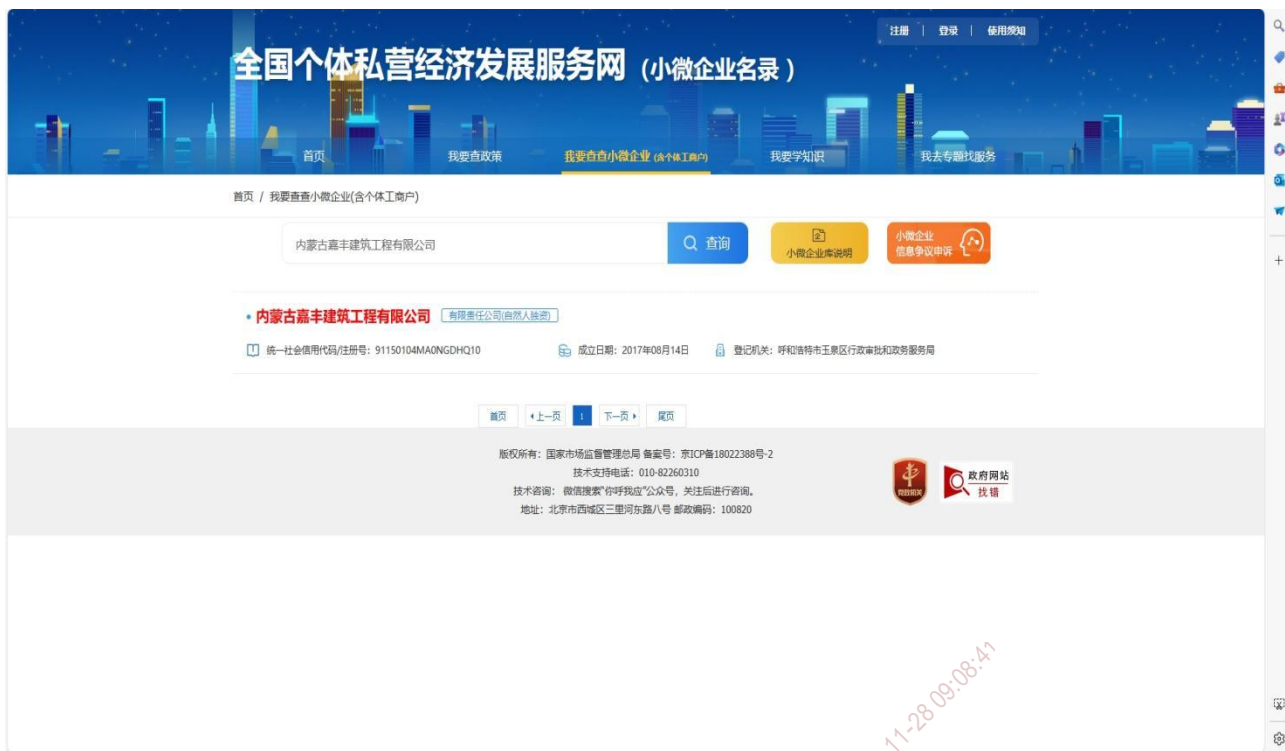 注册 | 登录 | 使用须知
全国个体私营经济发展服务网 (小微企业名录)
首页 我要查政策 我要查查小微企业 (含个体工商户) 我要学知识 我去专题找服务
首页 / 我要查查小微企业(含个体工商户)
内蒙古嘉丰建筑工程有限公司 查询 小微企业库说明 小微企业
信息争议申诉
内蒙古嘉丰建筑工程有限公司 有限责任公司(自然人独资)
统一社会信用代码/注册号: 91150104MA0NGDHQ10 成立日期: 2017年08月14日 登记机关: 呼和浩特市玉泉区行政审批和政务服务局
首页 上一页 1 下一页 尾页
版权所有: 国家市场监督管理总局 备案号: 京ICP备18022388号-2
技术支持电话: 010-82260310
技术咨询: 微信搜索"你呼我应"公众号, 关注后进行咨询。
地址: 北京市西城区三里河东路八号 邮政编码: 100820
党政机关
政府网站
找错
11-28 09:08:41